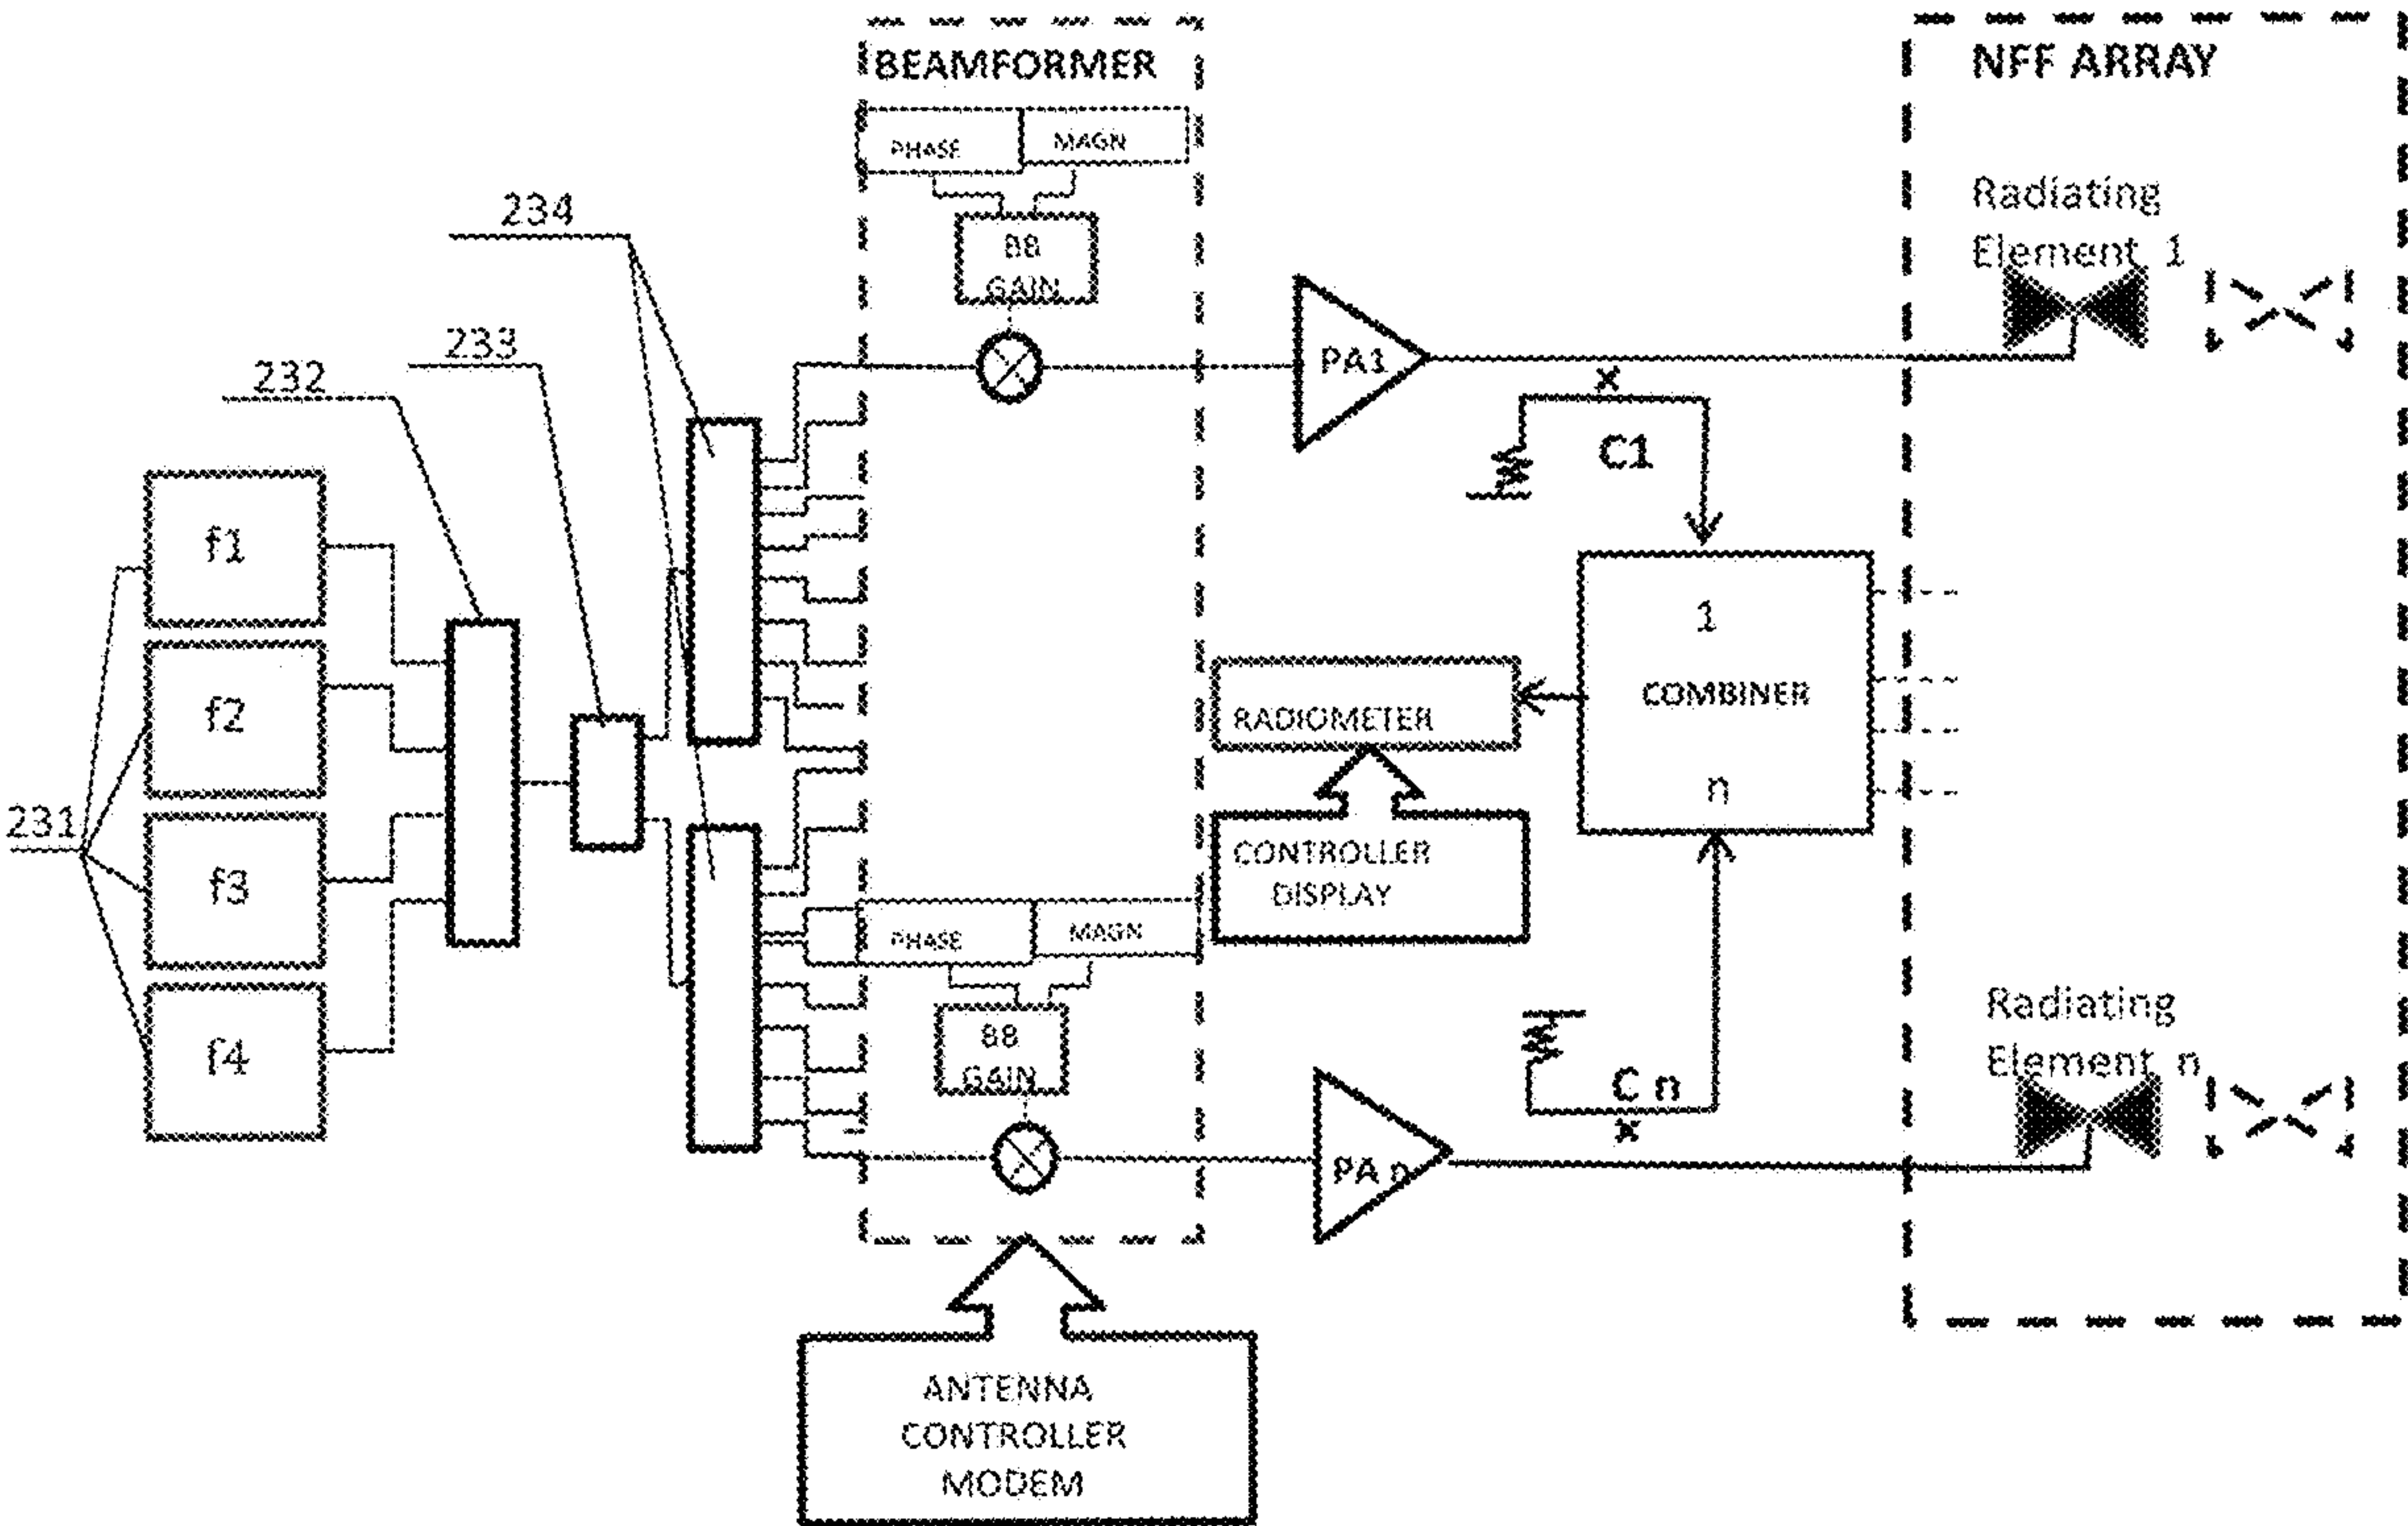 BEAMFORMER
NFF ARRAY
PHASE
MAGN
BB
GAIN
Radiating
Element 1
234
233
232
PA1
C1
f1
f2
231
f3
f4
1
COMBINER
n
RADIOMETER
CONTROLLER
DISPLAY
PHASE
MAGN
BB
GAIN
Radiating
Element n
C n
PA n
ANTENNA
CONTROLLER
MODEM